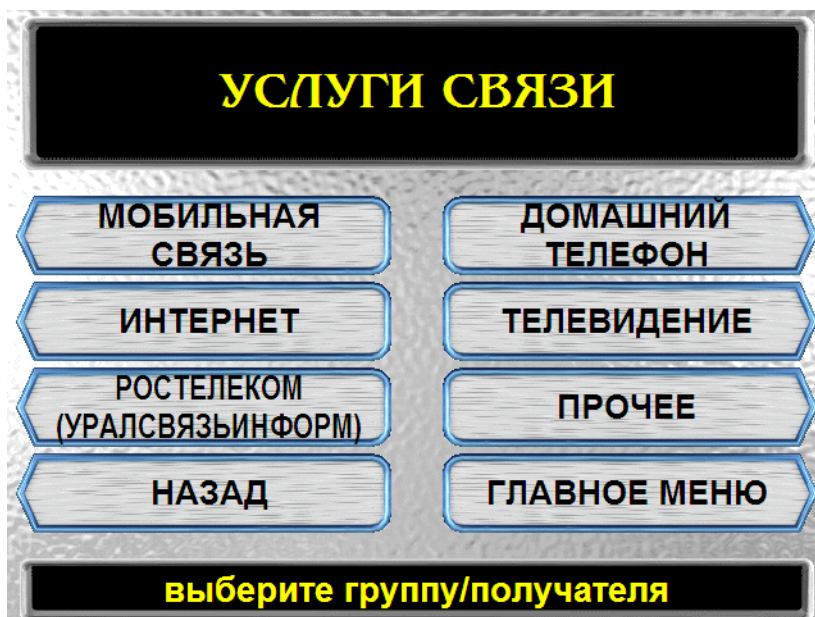 УСЛУГИ СВЯЗИ
МОБИЛЬНАЯ
СВЯЗЬ
ДОМАШНИЙ
ТЕЛЕФОН
ИНТЕРНЕТ
ТЕЛЕВИДЕНИЕ
РОСТЕЛЕКОМ
(УРАЛСВЯЗЬИНФОРМ)
ПРОЧЕЕ
НАЗАД
ГЛАВНОЕ МЕНЮ
выберите группу/получателя